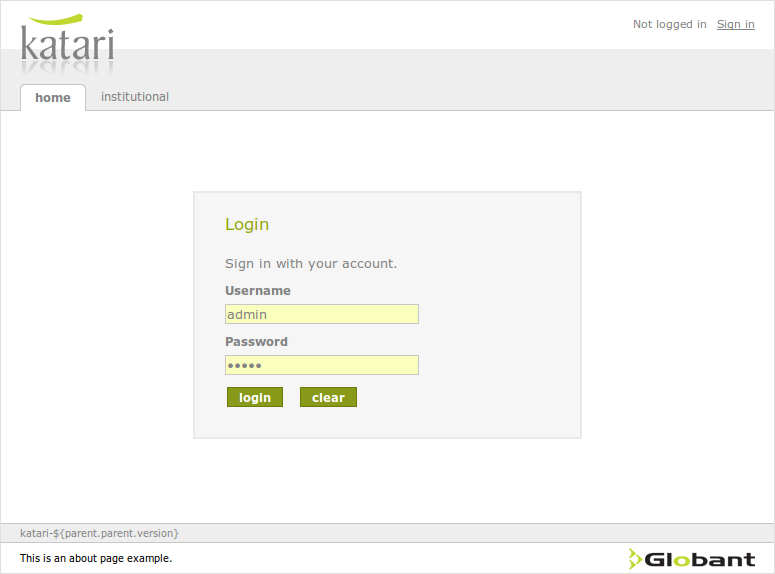 katari
Not logged in Sign in
home institutional
Login
Sign in with your account.
Username
admin
Password
•••••
login clear
katari-${parent.parent.version}
This is an about page example.
Globant